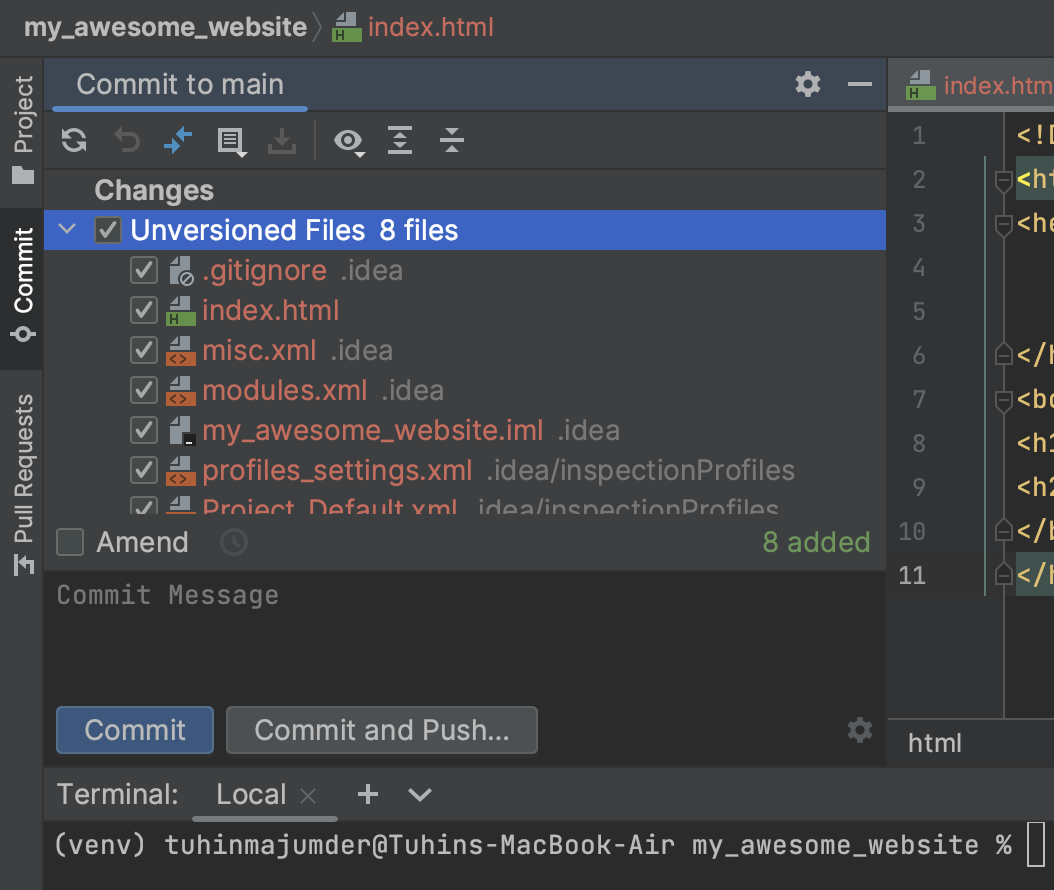 my_awesome_website index.html
Project
Commit
Pull Requests
Commit to main
Changes
Unversioned Files 8 files
.gitignore .idea
index.html
misc.xml .idea
modules.xml .idea
my_awesome_website.iml .idea
profiles_settings.xml .idea/inspectionProfiles
Project_Default.xml .idea/inspectionProfiles
Amend 8 added
Commit Message
Commit Commit and Push...
index.htm
1 <!D
2 <ht
3 <he
4
5
6 </h
7 <bo
8 <h1
9 <h2
10 </b
11 </h
html
Terminal: Local
(venv) tuhinmajumder@Tuhins-MacBook-Air my_awesome_website %